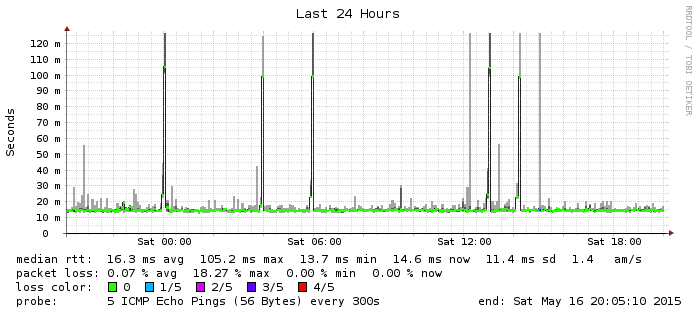 Last 24 Hours
RRDTOOL / TOBI OETIKER
Seconds
120 m
110 m
100 m
90 m
80 m
70 m
60 m
50 m
40 m
30 m
20 m
10 m
0
Sat 00:00 Sat 06:00 Sat 12:00 Sat 18:00
median rtt: 16.3 ms avg 105.2 ms max 13.7 ms min 14.6 ms now 11.4 ms sd 1.4 am/s
packet loss: 0.07 % avg 18.27 % max 0.00 % min 0.00 % now
loss color: 0 1/5 2/5 3/5 4/5
probe: 5 ICMP Echo Pings (56 Bytes) every 300s end: Sat May 16 20:05:10 2015